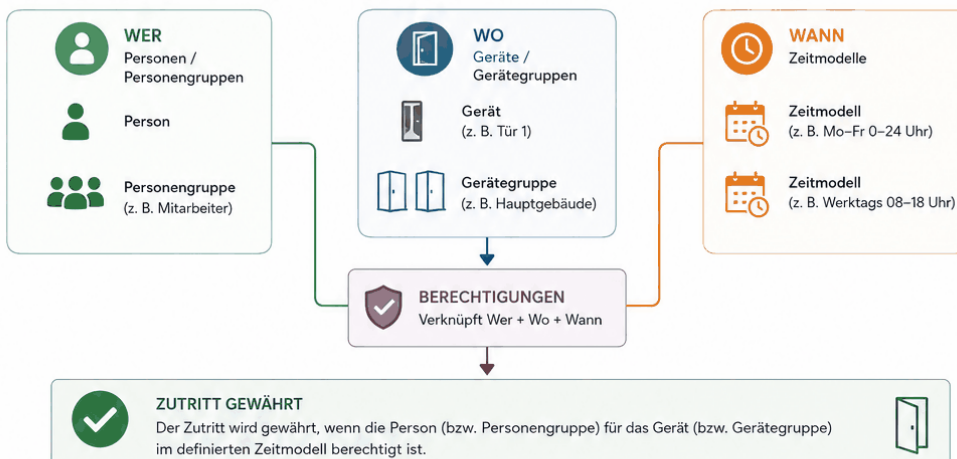 WER
Personen /
Personengruppen
Person
Personengruppe
(z. B. Mitarbeiter)
WO
Geräte /
Gerätegruppen
Gerät
(z. B. Tür 1)
Gerätegruppe
(z. B. Hauptgebäude)
WANN
Zeitmodelle
Zeitmodell
(z. B. Mo–Fr 0–24 Uhr)
Zeitmodell
(z. B. Werktags 08–18 Uhr)
BERECHTIGUNGEN
Verknüpft Wer + Wo + Wann
ZUTRITT GEWÄHRT
Der Zutritt wird gewährt, wenn die Person (bzw. Personengruppe) für das Gerät (bzw. Gerätegruppe)
im definierten Zeitmodell berechtigt ist.